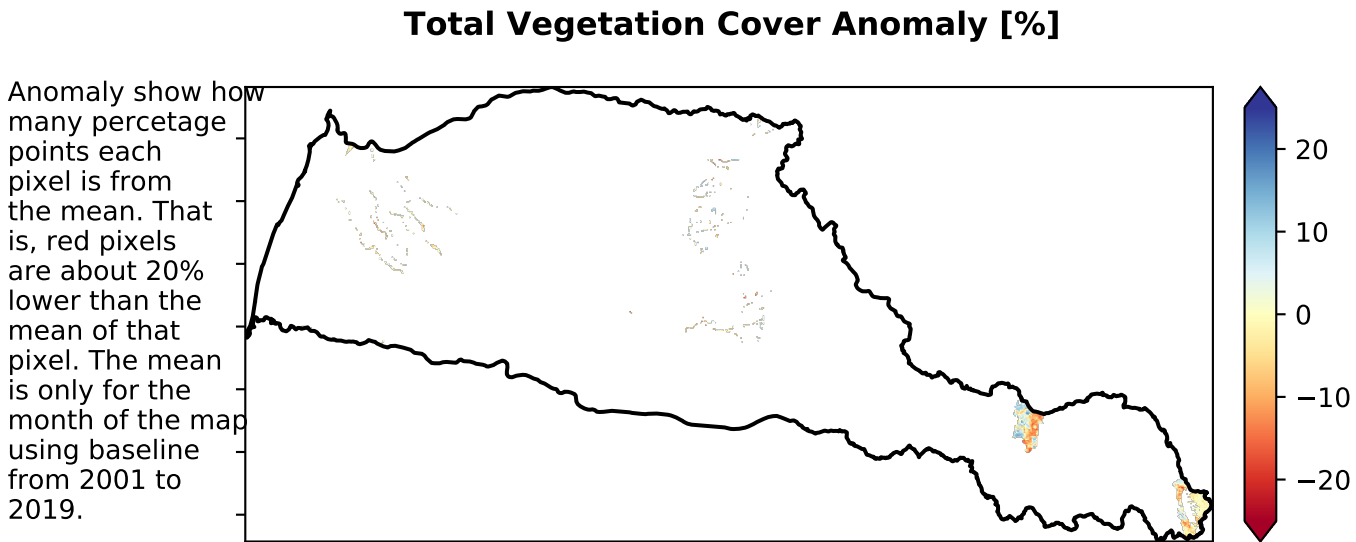 Total Vegetation Cover Anomaly [%]
Anomaly show how
many percetage
points each
pixel is from
the mean. That
is, red pixels
are about 20%
lower than the
mean of that
pixel. The mean
is only for the
month of the map
using baseline
from 2001 to
2019.
20
10
0
−10
−20